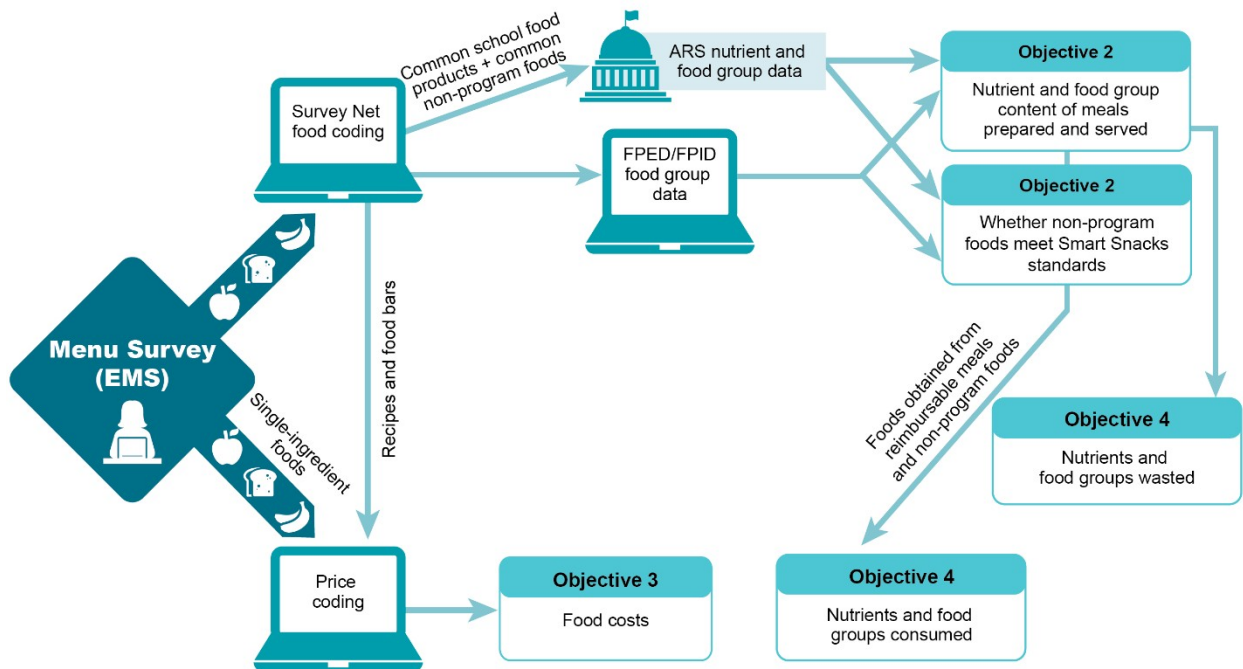 Common school food
products + common
non-program foods
ARS nutrient and
food group data
Objective 2
Nutrient and food group
content of meals
prepared and served
Survey Net
food coding
FPED/FPID
food group
data
Objective 2
Whether non-program
foods meet Smart Snacks
standards
Menu Survey
(EMS)
Recipes and food bars
Single-ingredient
foods
Foods obtained from
reimbursable meals
and non-program foods
Objective 4
Nutrients and
food groups wasted
Price
coding
Objective 3
Food costs
Objective 4
Nutrients and food
groups consumed